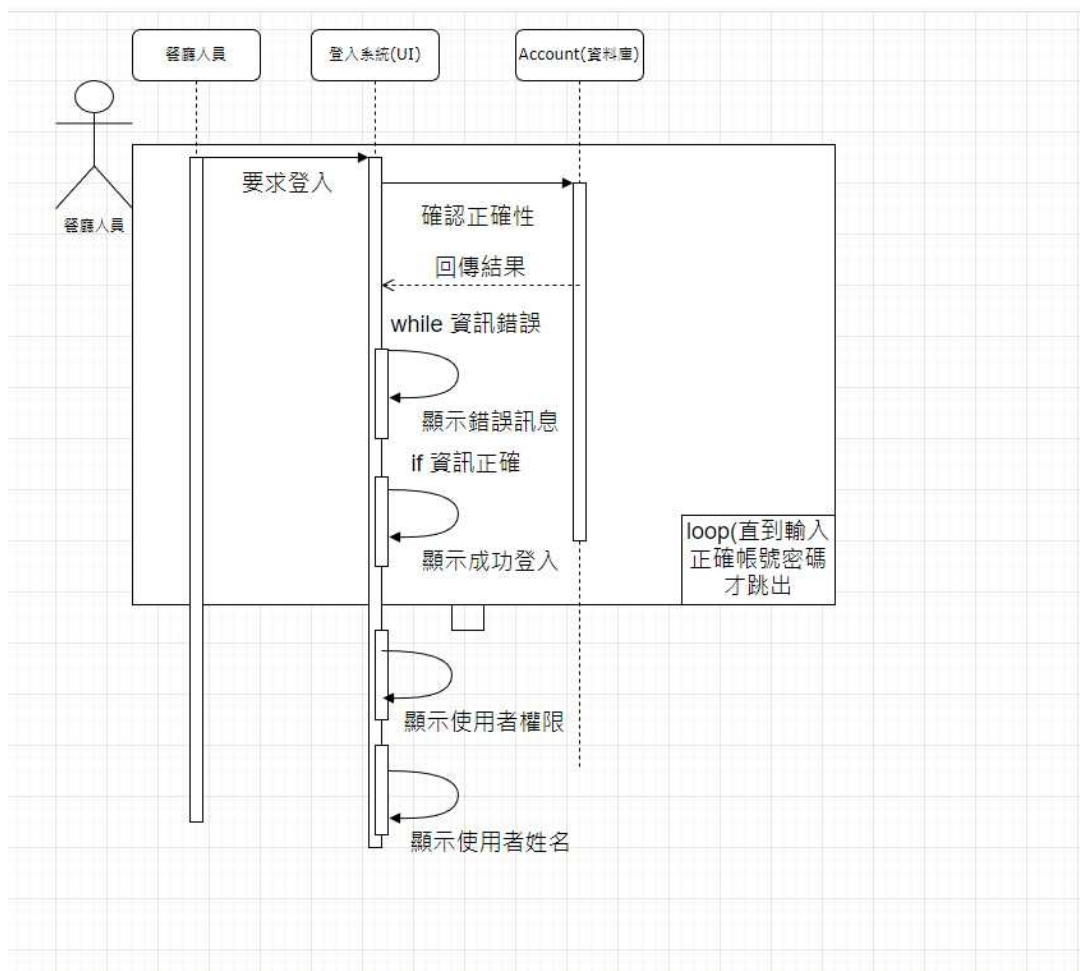 餐廳人員
登入系統(UI)
Account(資料庫)
餐廳人員
要求登入
確認正確性
回傳結果
while 資訊錯誤
顯示錯誤訊息
if 資訊正確
顯示成功登入
loop(直到輸入
正確帳號密碼
才跳出
顯示使用者權限
顯示使用者姓名